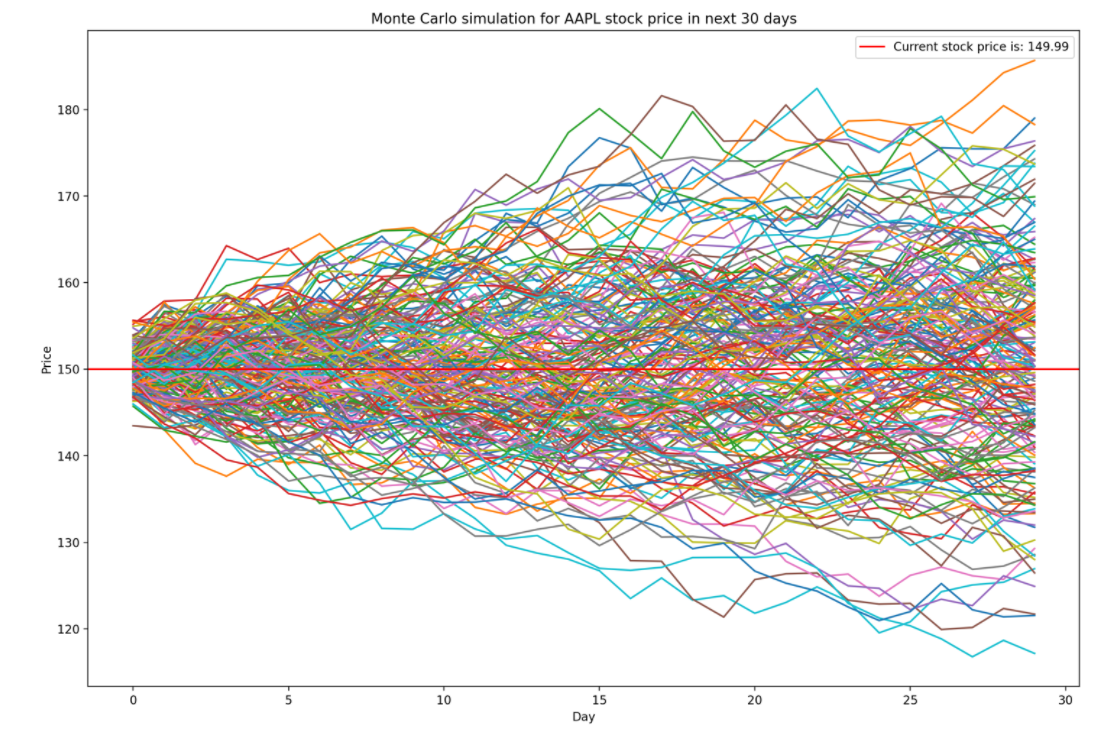 Monte Carlo simulation for AAPL stock price in next 30 days
Current stock price is: 149.99
180
170
160
150
140
130
120
Price
0 5 10 15 20 25 30
Day